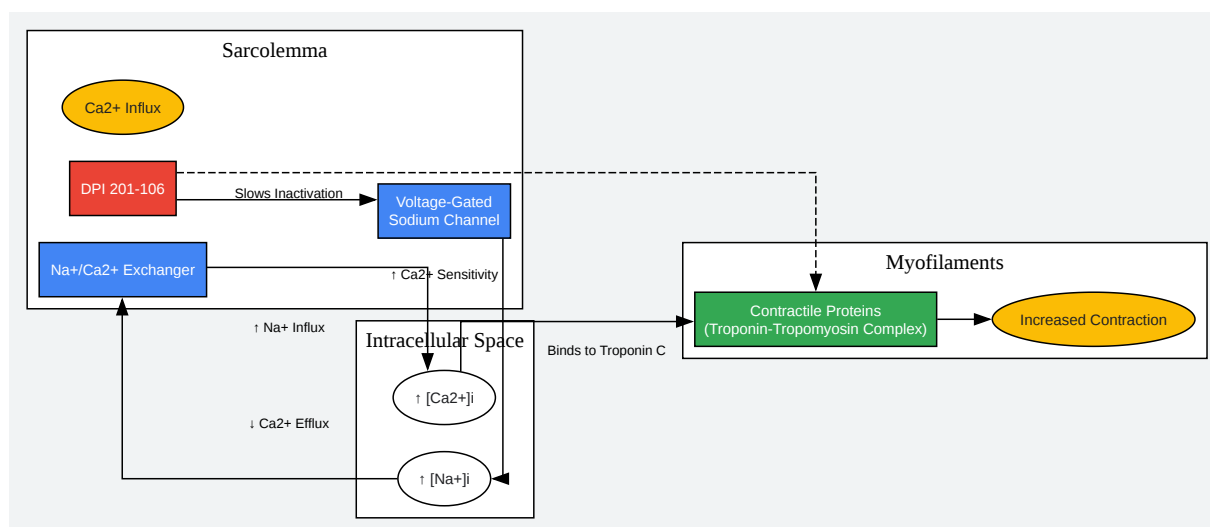 Sarcolemma
Ca2+ Influx
DPI 201-106
Slows Inactivation
Voltage-Gated
Sodium Channel
Na+/Ca2+ Exchanger
↑ Ca2+ Sensitivity
Myofilaments
Contractile Proteins
(Troponin-Tropomyosin Complex)
Increased Contraction
↑ Na+ Influx
Intracellular Space
Binds to Troponin C
↑ [Ca2+]i
↓ Ca2+ Efflux
↑ [Na+]i